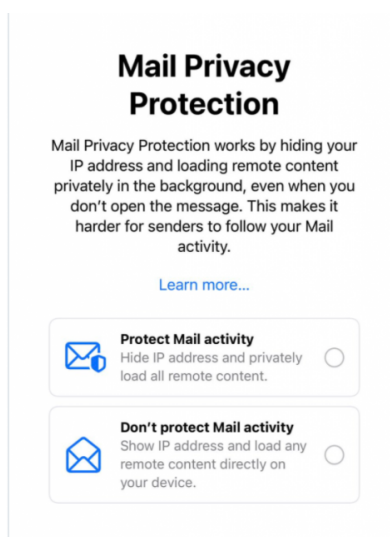 Mail Privacy
Protection
Mail Privacy Protection works by hiding your
IP address and loading remote content
privately in the background, even when you
don't open the message. This makes it
harder for senders to follow your Mail
activity.
Learn more...
Protect Mail activity
Hide IP address and privately
load all remote content.
Don't protect Mail activity
Show IP address and load any
remote content directly on
your device.